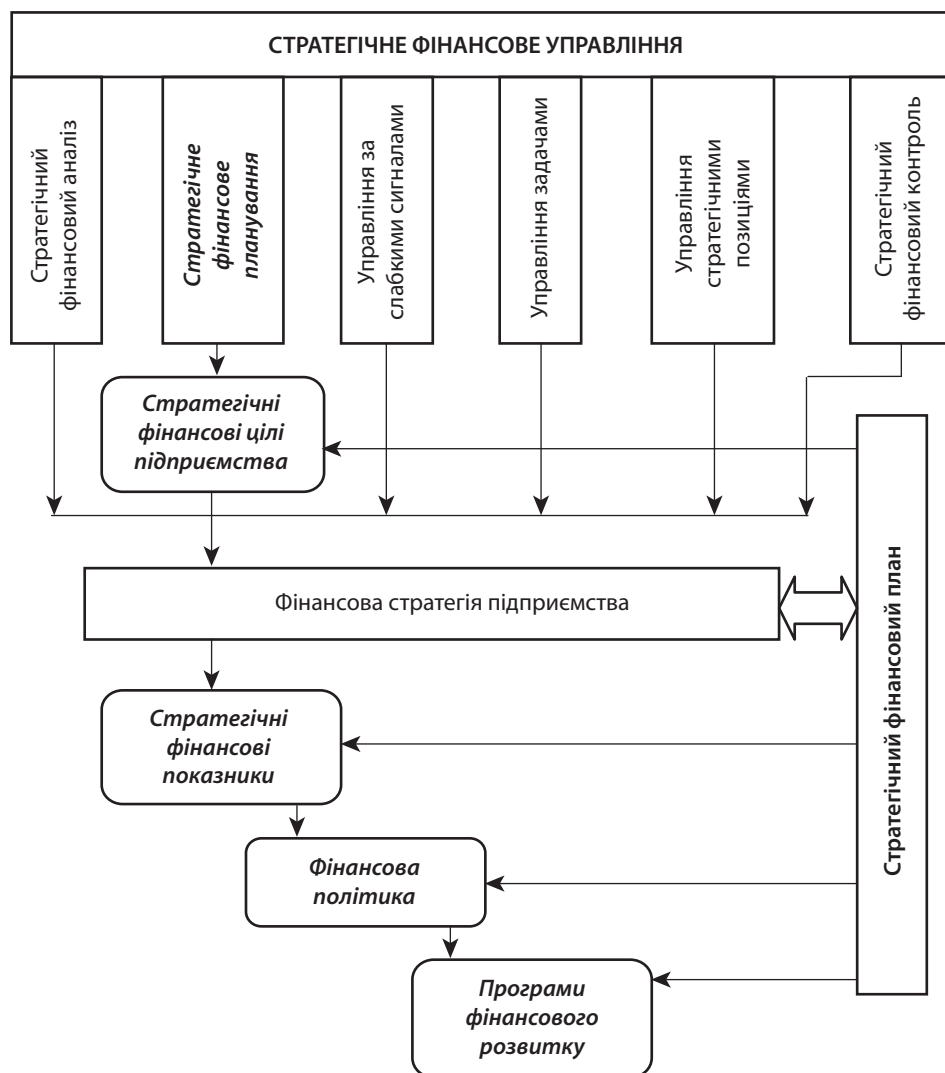 СТРАТЕГІЧНЕ ФІНАНСОВЕ УПРАВЛІННЯ
Стратегічний
фінансовий аналіз
Стратегічне
фінансове
планування
Управління за
слабкими сигналами
Управління задачами
Управління
стратегічними
позиціями
Стратегічний
фінансовий контроль
Стратегічні
фінансові цілі
підприємства
Фінансова стратегія підприємства
Стратегічний фінансовий план
Стратегічні
фінансові
показники
Фінансова
політика
Програми
фінансового
розвитку